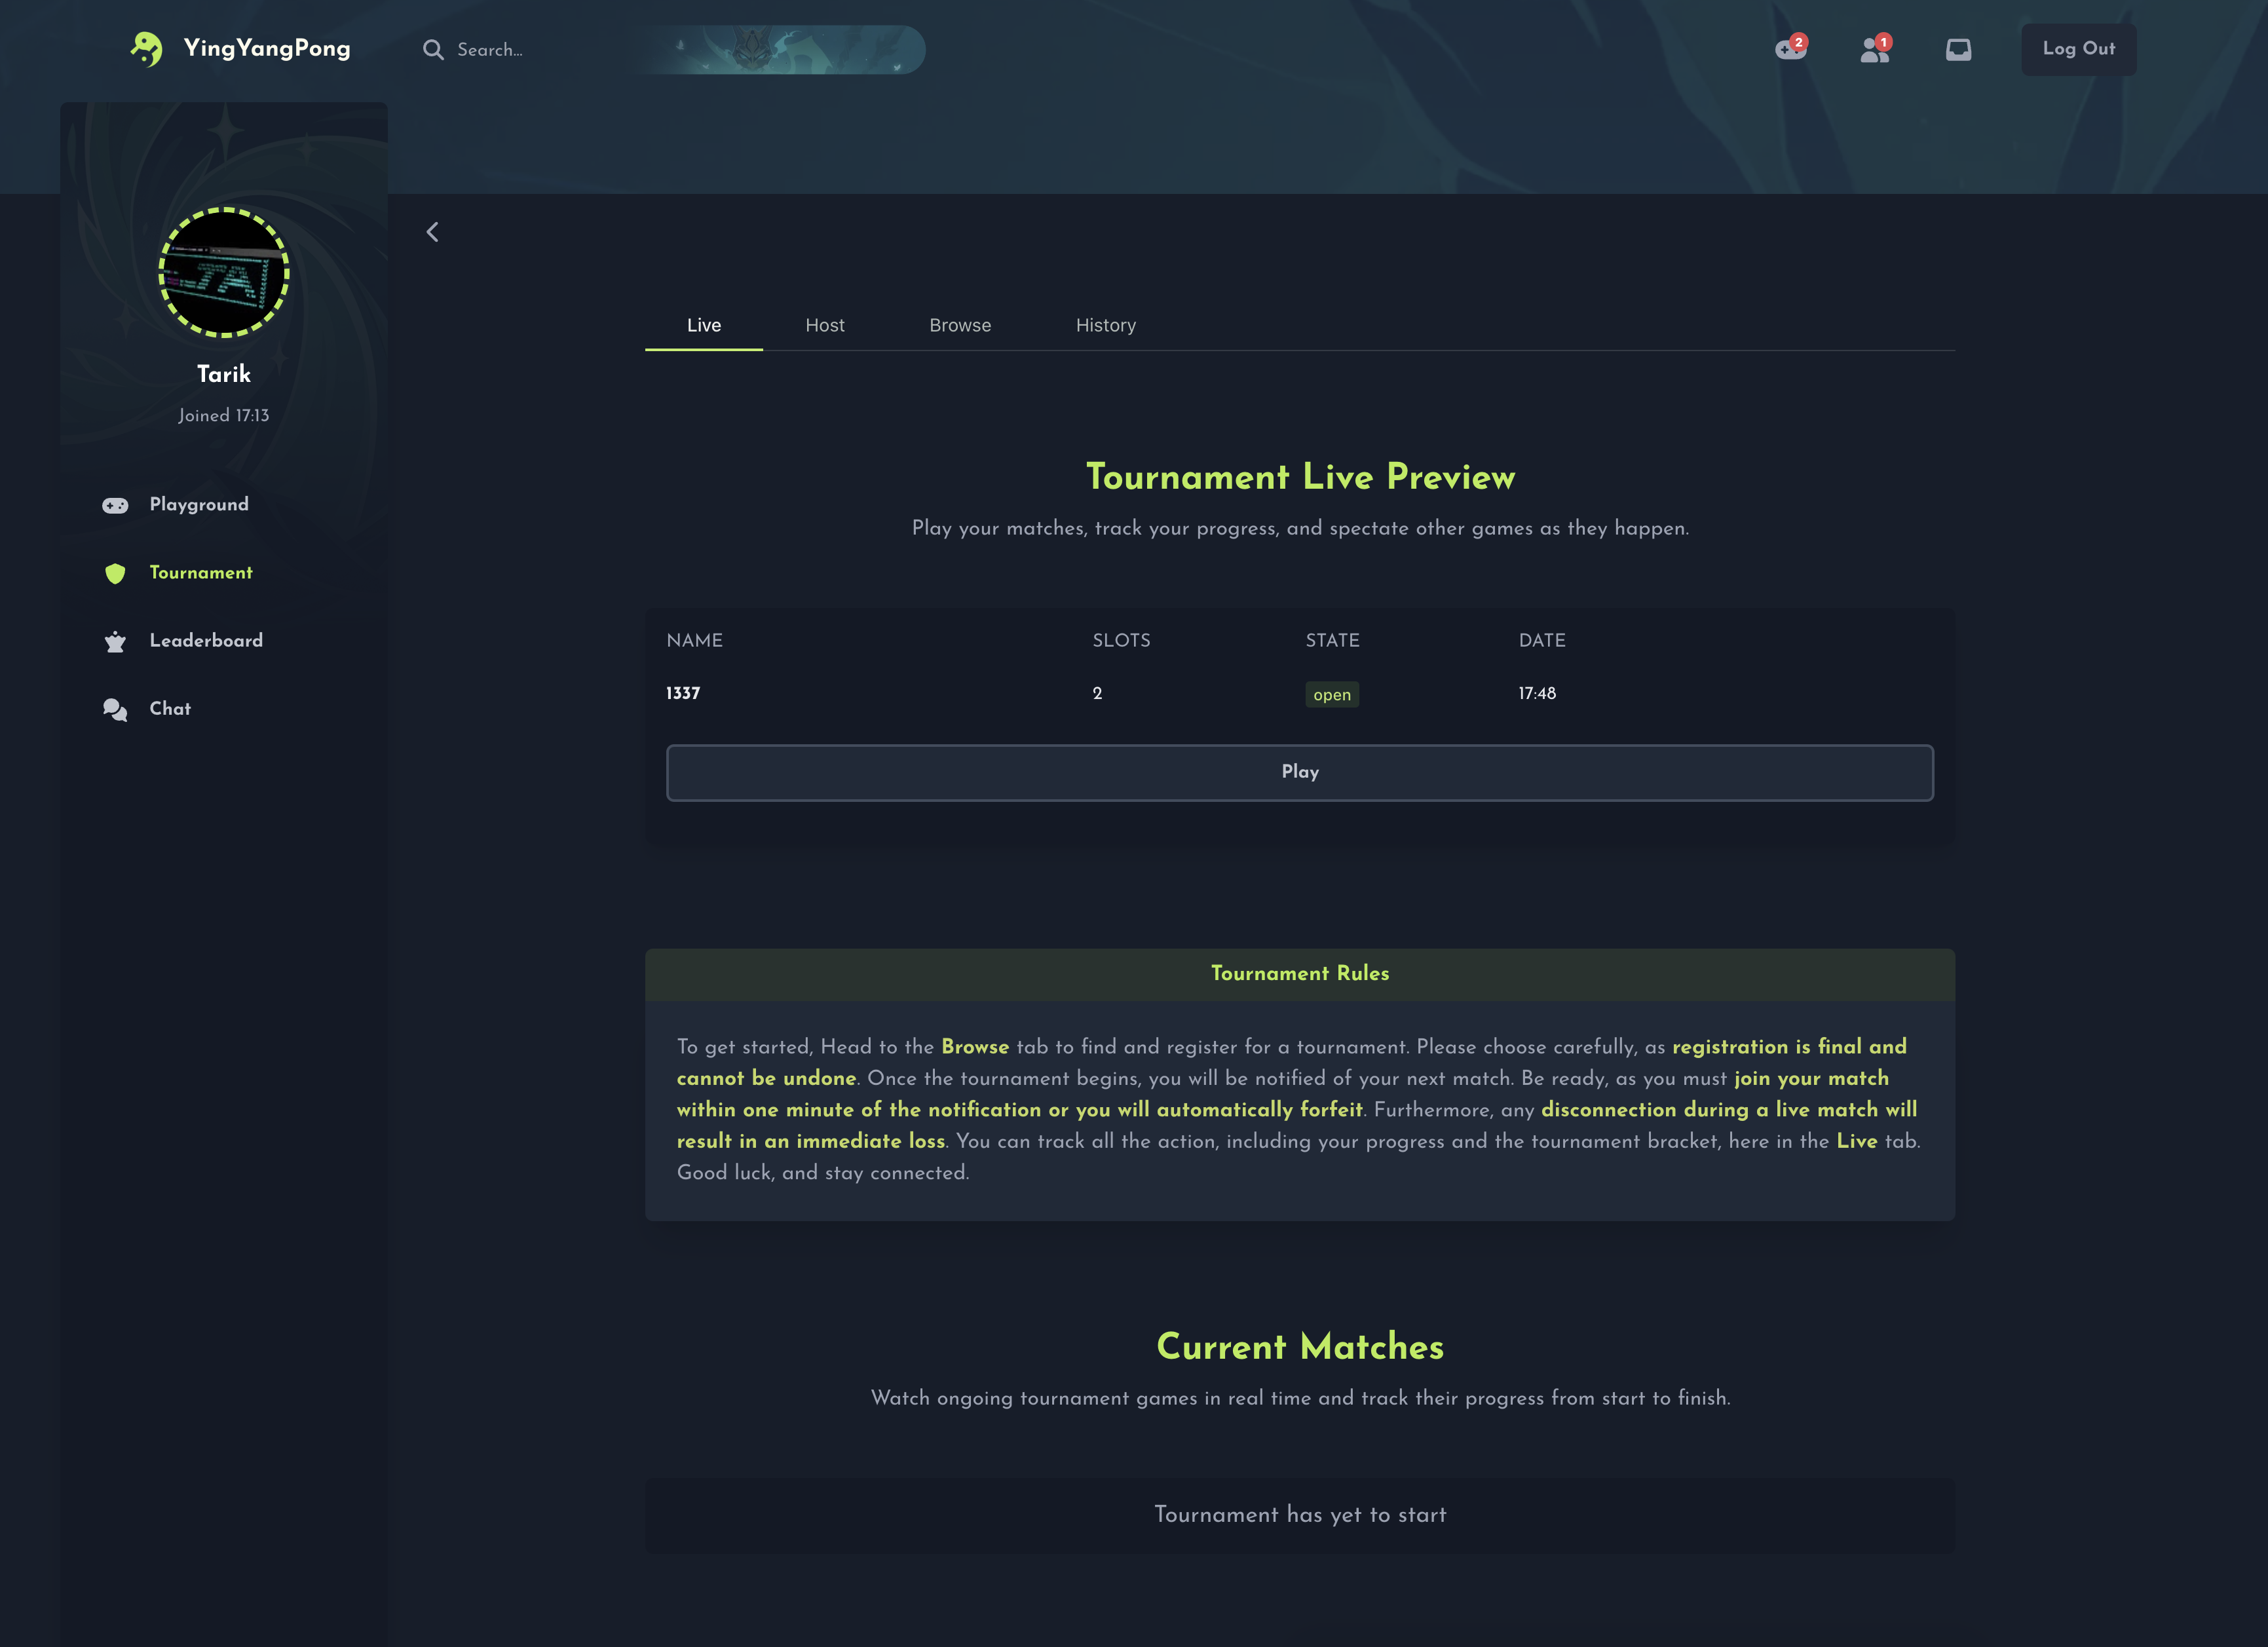 YingYangPong
Search...
2
1
Log Out
Tarik
Joined 17:13
Playground
Tournament
Leaderboard
Chat
Live
Host
Browse
History
Tournament Live Preview
Play your matches, track your progress, and spectate other games as they happen.
NAME SLOTS STATE DATE
1337 2 open 17:48
Play
Tournament Rules
To get started, Head to the Browse tab to find and register for a tournament. Please choose carefully, as registration is final and
cannot be undone. Once the tournament begins, you will be notified of your next match. Be ready, as you must join your match
within one minute of the notification or you will automatically forfeit. Furthermore, any disconnection during a live match will
result in an immediate loss. You can track all the action, including your progress and the tournament bracket, here in the Live tab.
Good luck, and stay connected.
Current Matches
Watch ongoing tournament games in real time and track their progress from start to finish.
Tournament has yet to start